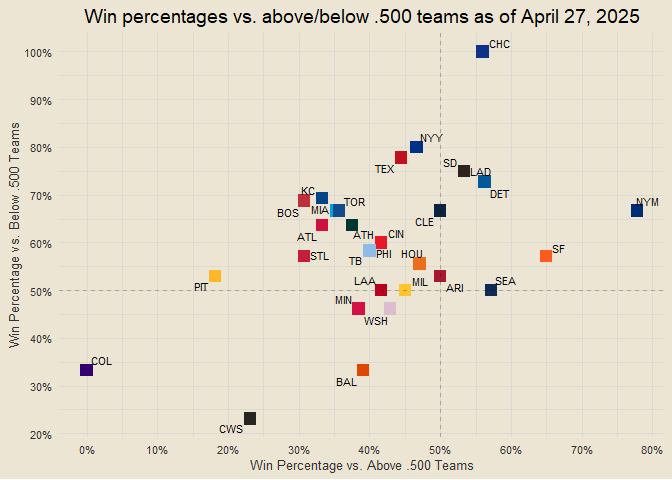 Win percentages vs. above/below .500 teams as of April 27, 2025
100%
CHC
90%
80%
NYY
TEX
SD
LAD
70%
KC
DET
BOS
MIA
TOR
CLE
NYM
ATL
ATH
CIN
60%
STL
TB
PHI
HOU
SF
PIT
LAA
MIL
ARI
SEA
50%
MIN
WSH
40%
COL
BAL
30%
CWS
20%
0%
10%
20%
30%
40%
50%
60%
70%
80%
Win Percentage vs. Above .500 Teams
Win Percentage vs. Below .500 Teams